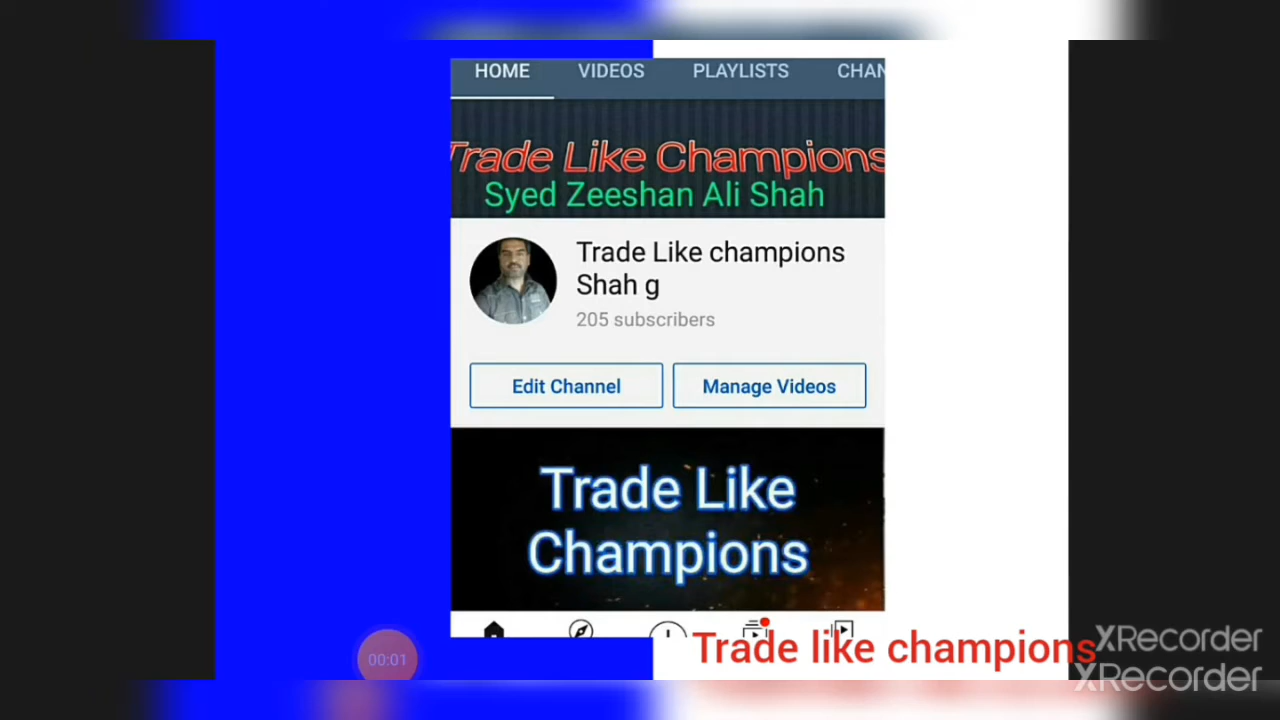 HOME VIDEOS PLAYLISTS CHAN
Trade Like Champions
Syed Zeeshan Ali Shah
Trade Like champions
Shah g
205 subscribers
Edit Channel Manage Videos
Trade Like
Champions
Trade like champions
XRecorder
XRecorder
00:01